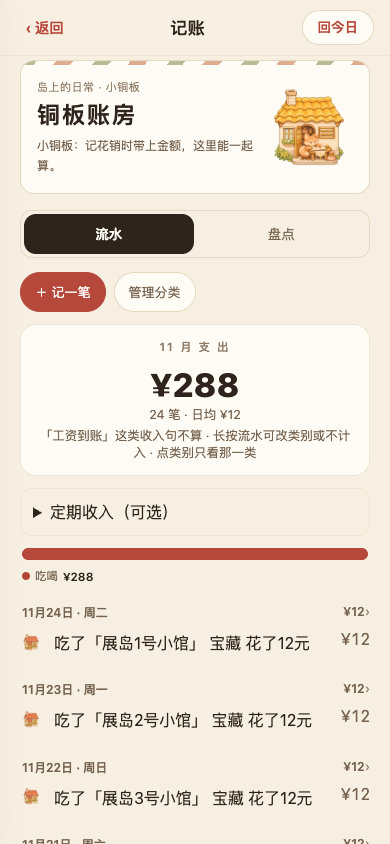 ‹ 返回
记账
回今日
岛上的日常 · 小铜板
铜板账房
小铜板：记花销时带上金额，这里能一起
算。
流水
盘点
＋ 记一笔
管理分类
11 月 支 出
¥288
24 笔 · 日均 ¥12
「工资到账」这类收入句不算 · 长按流水可改类别或不计
入 · 点类别只看那一类
▶ 定期收入（可选）
吃喝 ¥288
11月24日 · 周二 ¥12›
吃了「展岛1号小馆」 宝藏 花了12元 ¥12
11月23日 · 周一 ¥12›
吃了「展岛2号小馆」 宝藏 花了12元 ¥12
11月22日 · 周日 ¥12›
吃了「展岛3号小馆」 宝藏 花了12元 ¥12
11月21日 · 周六 ¥12›